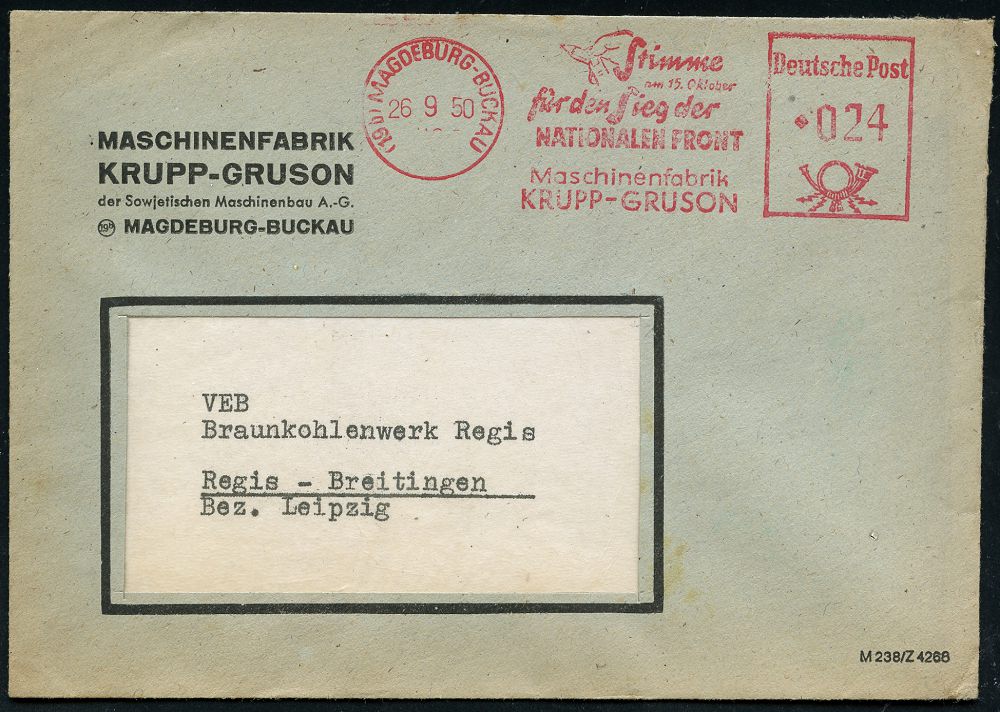 MASCHINENFABRIK
KRUPP-GRUSON
der Sowjetischen Maschinenbau A.-G.
19b MAGDEBURG-BUCKAU
(19b) MAGDEBURG-BUCKAU
26 9 50
Stimme
am 15. Oktober
für den Sieg der
NATIONALEN FRONT
Maschinenfabrik
KRUPP-GRUSON
Deutsche Post
024
VEB
Braunkohlenwerk Regis
Regis - Breitingen
Bez. Leipzig
M 238/Z 4268